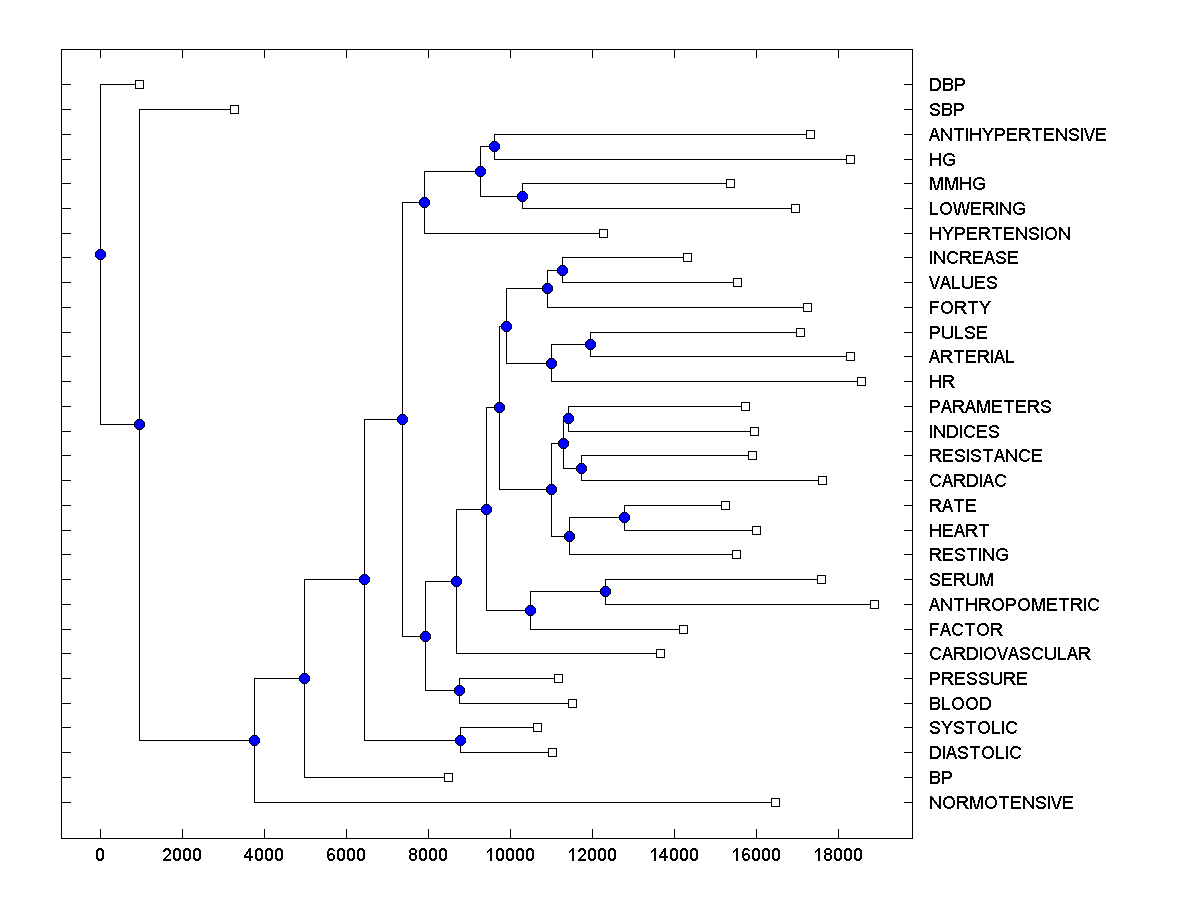 DBP
SBP
ANTIHYPERTENSIVE
HG
MMHG
LOWERING
HYPERTENSION
INCREASE
VALUES
FORTY
PULSE
ARTERIAL
HR
PARAMETERS
INDICES
RESISTANCE
CARDIAC
RATE
HEART
RESTING
SERUM
ANTHROPOMETRIC
FACTOR
CARDIOVASCULAR
PRESSURE
BLOOD
SYSTOLIC
DIASTOLIC
BP
NORMOTENSIVE
0 2000 4000 6000 8000 10000 12000 14000 16000 18000